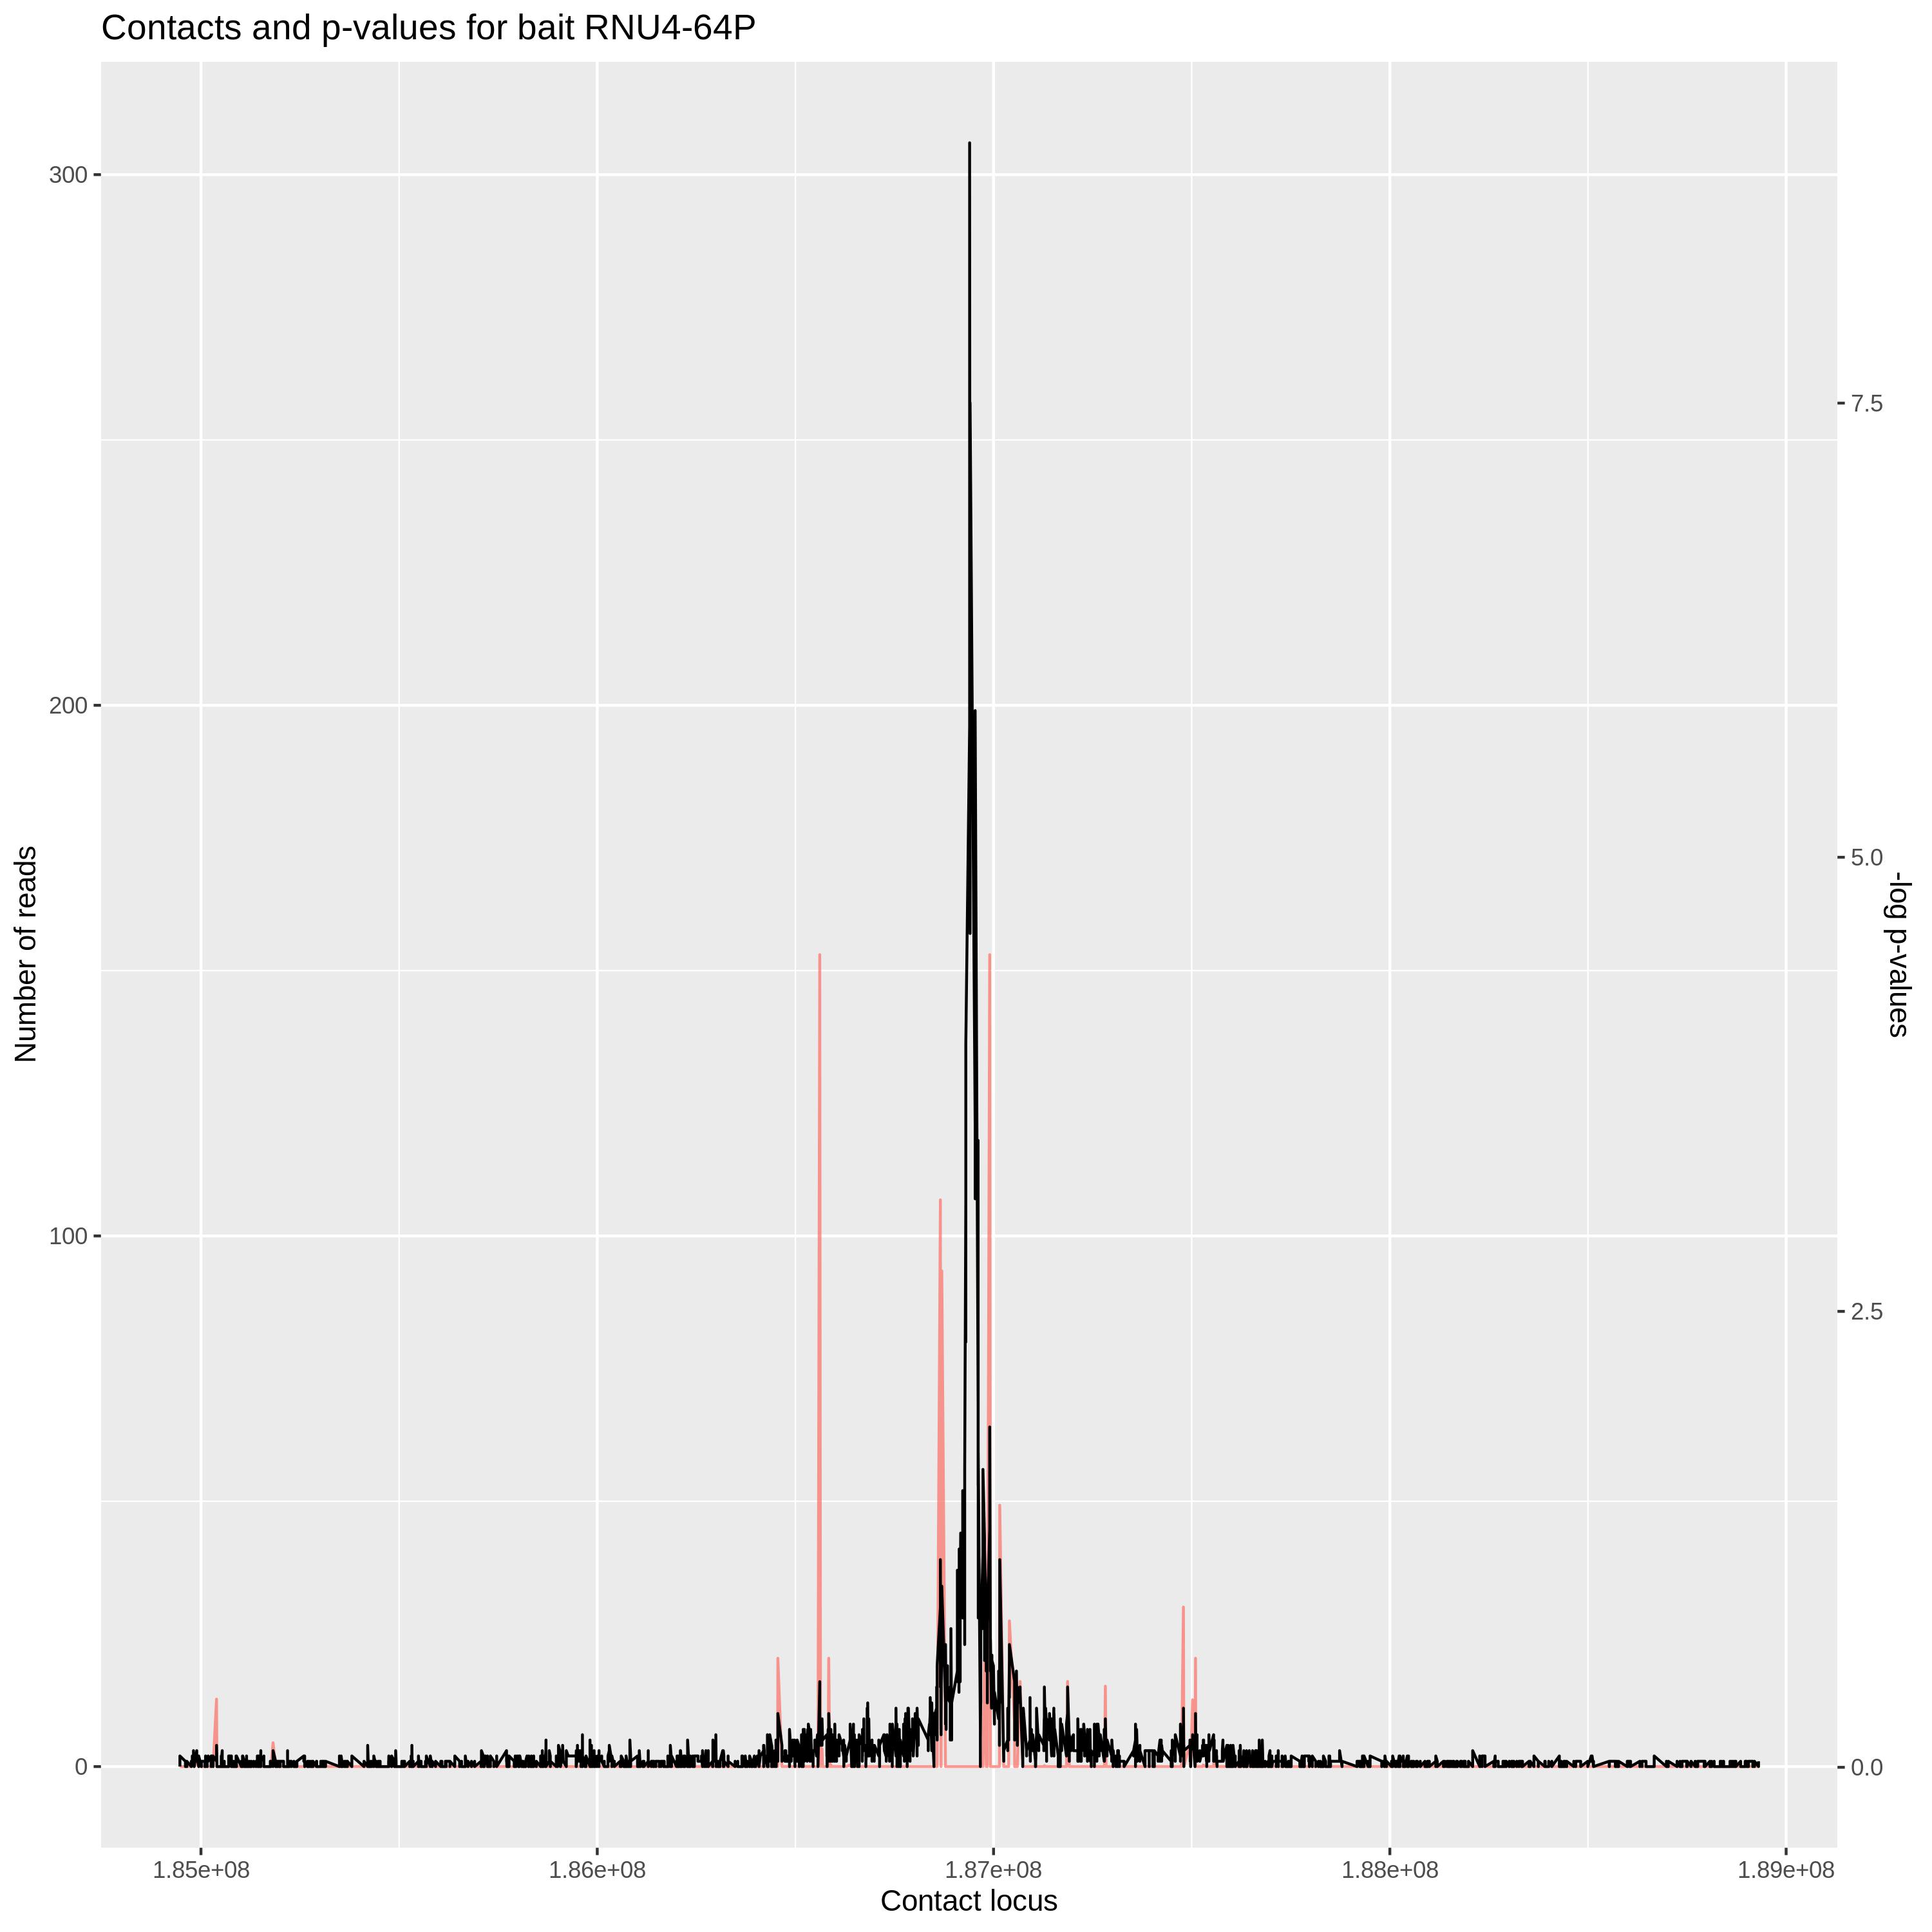 Contacts and p-values for bait RNU4-64P
300
200
100
0
Number of reads
7.5
5.0
2.5
0.0
-log p-values
1.85e+08 1.86e+08 1.87e+08 1.88e+08 1.89e+08
Contact locus